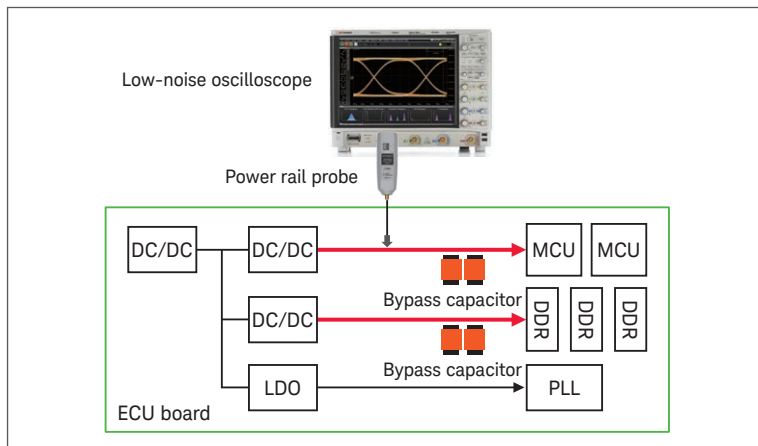 Low-noise oscilloscope
Power rail probe
DC/DC
DC/DC
MCU
MCU
Bypass capacitor
DC/DC
DDR
DDR
DDR
Bypass capacitor
LDO
PLL
ECU board